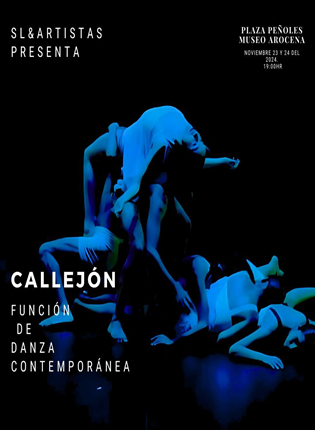 SL&ARTISTAS
PRESENTA
PLAZA PEÑOLES
MUSEO AROCENA
NOVIEMBRE 23 Y 24 DEL
2024.
19:00HR
CALLEJÓN
FUNCIÓN
DE
DANZA
CONTEMPORÁNEA